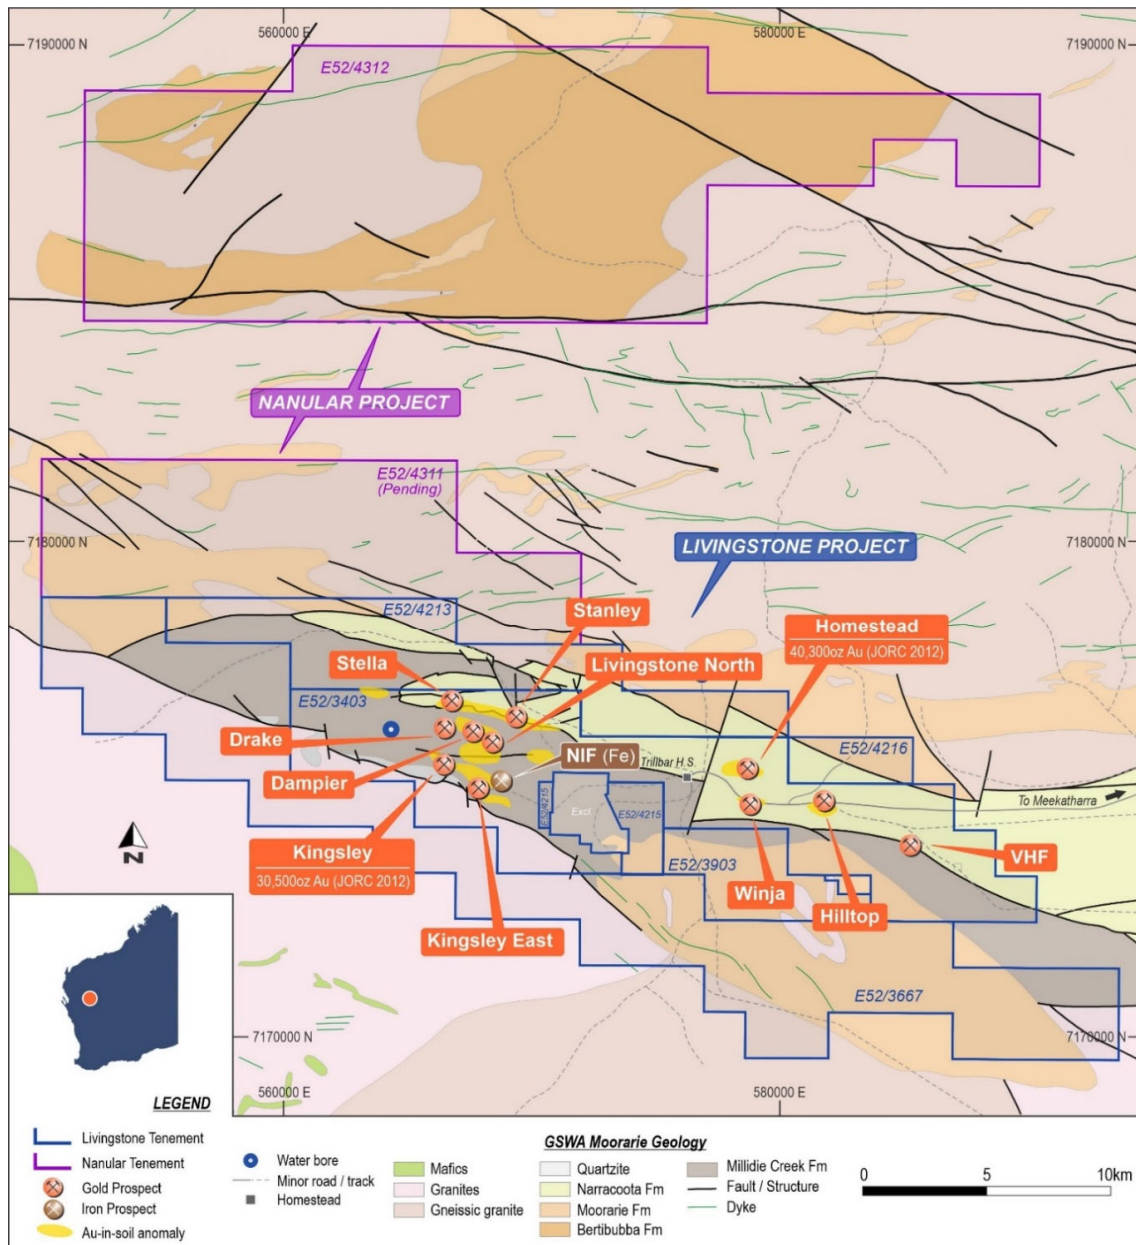 560000 E
580000 E
7190000 N
7190000 N
E52/4312
NANULAR PROJECT
E52/4311
(Pending)
7180000 N
7180000 N
LIVINGSTONE PROJECT
E52/4213
Stanley
Homestead
40,300oz Au (JORC 2012)
Stella
Livingstone North
E52/3403
Drake
NIF (Fe)
Trillbar H.S.
E52/4216
Dampier
To Meekatharra
E52/4215
Excl
E52/4215
N
Kingsley
30,500oz Au (JORC 2012)
E52/3903
VHF
Winja
Hilltop
Kingsley East
E52/3667
7170000 N
7170000 N
560000 E
580000 E
LEGEND
Livingstone Tenement
Nanular Tenement
Gold Prospect
Iron Prospect
Au-in-soil anomaly
Water bore
Minor road / track
Homestead
GSWA Moorarie Geology
Mafics
Granites
Gneissic granite
Quartzite
Narracoota Fm
Moorarie Fm
Bertibubba Fm
Millidie Creek Fm
Fault / Structure
Dyke
0 5 10km